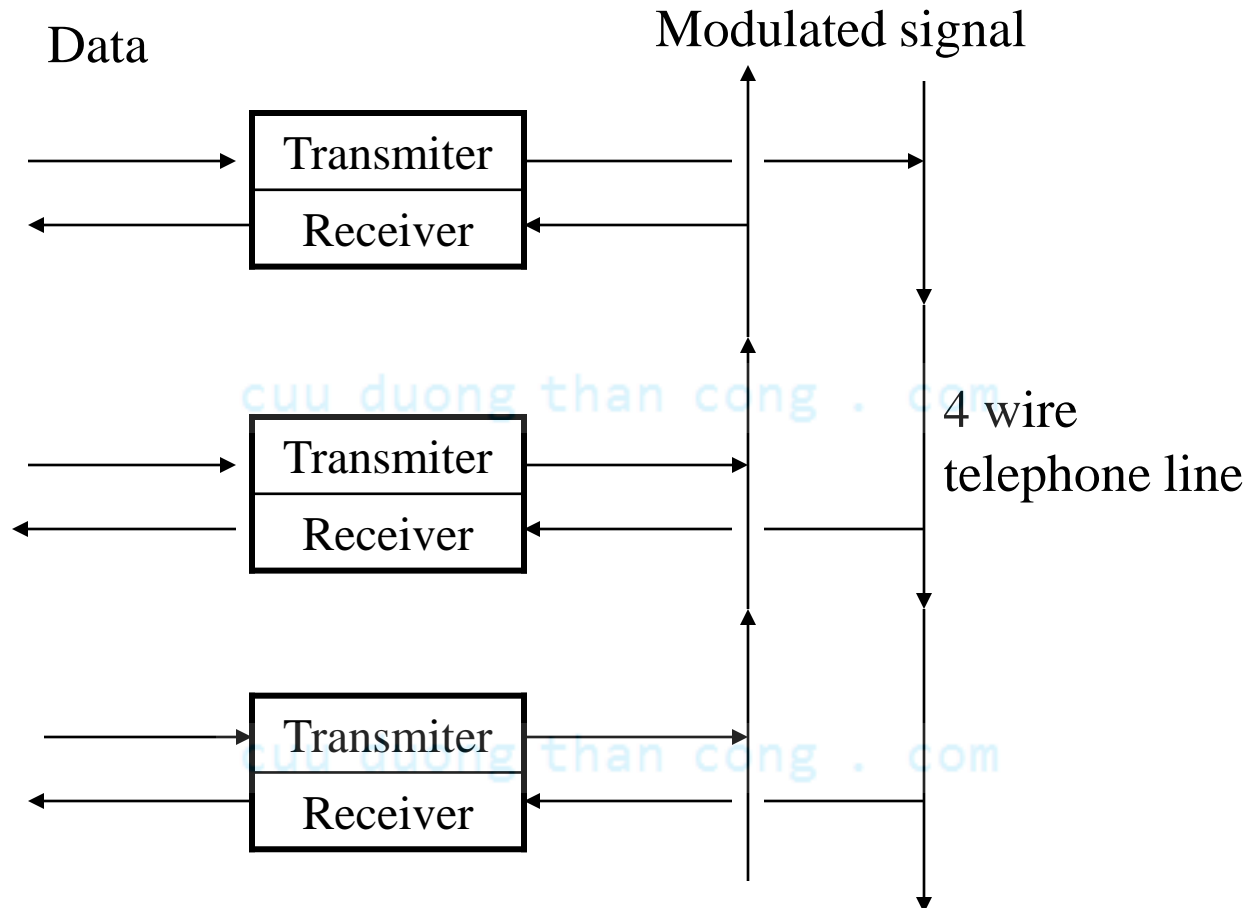 Data
Modulated signal
Transmiter
Receiver
cuu duong than cong . com
4 wire
telephone line
Transmiter
Receiver
Transmiter
cuu duong than cong . com
Receiver